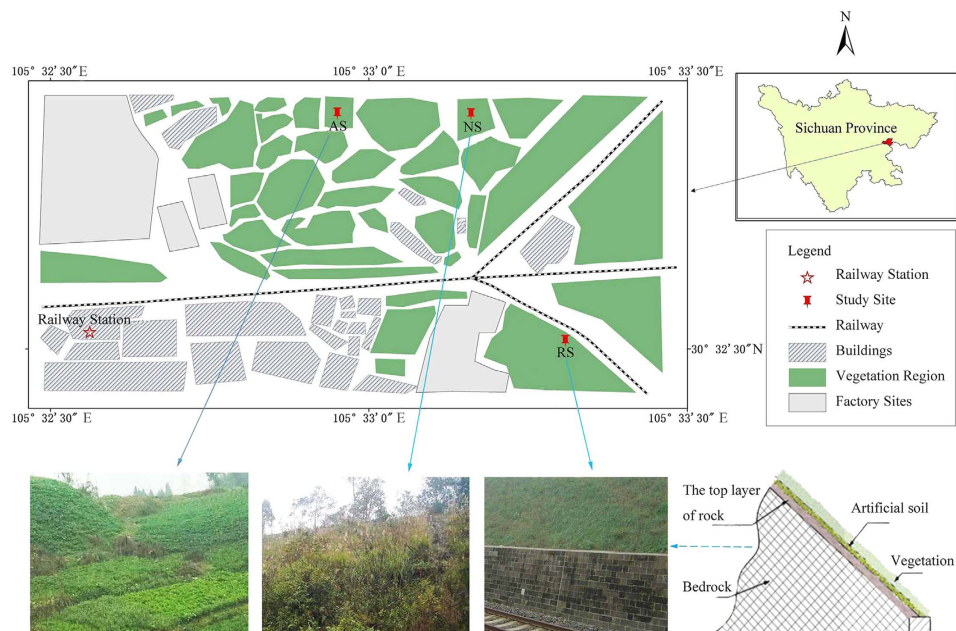 N
105° 32′30″E
105° 33′0″E
105° 33′30″E
AS
NS
Sichuan Province
Legend
Railway Station
Study Site
Railway
Buildings
Vegetation Region
Factory Sites
Railway Station
RS
30° 32′30″N
105° 32′30″E
105° 33′0″E
105° 33′30″E
The top layer
of rock
Artificial soil
Vegetation
Bedrock